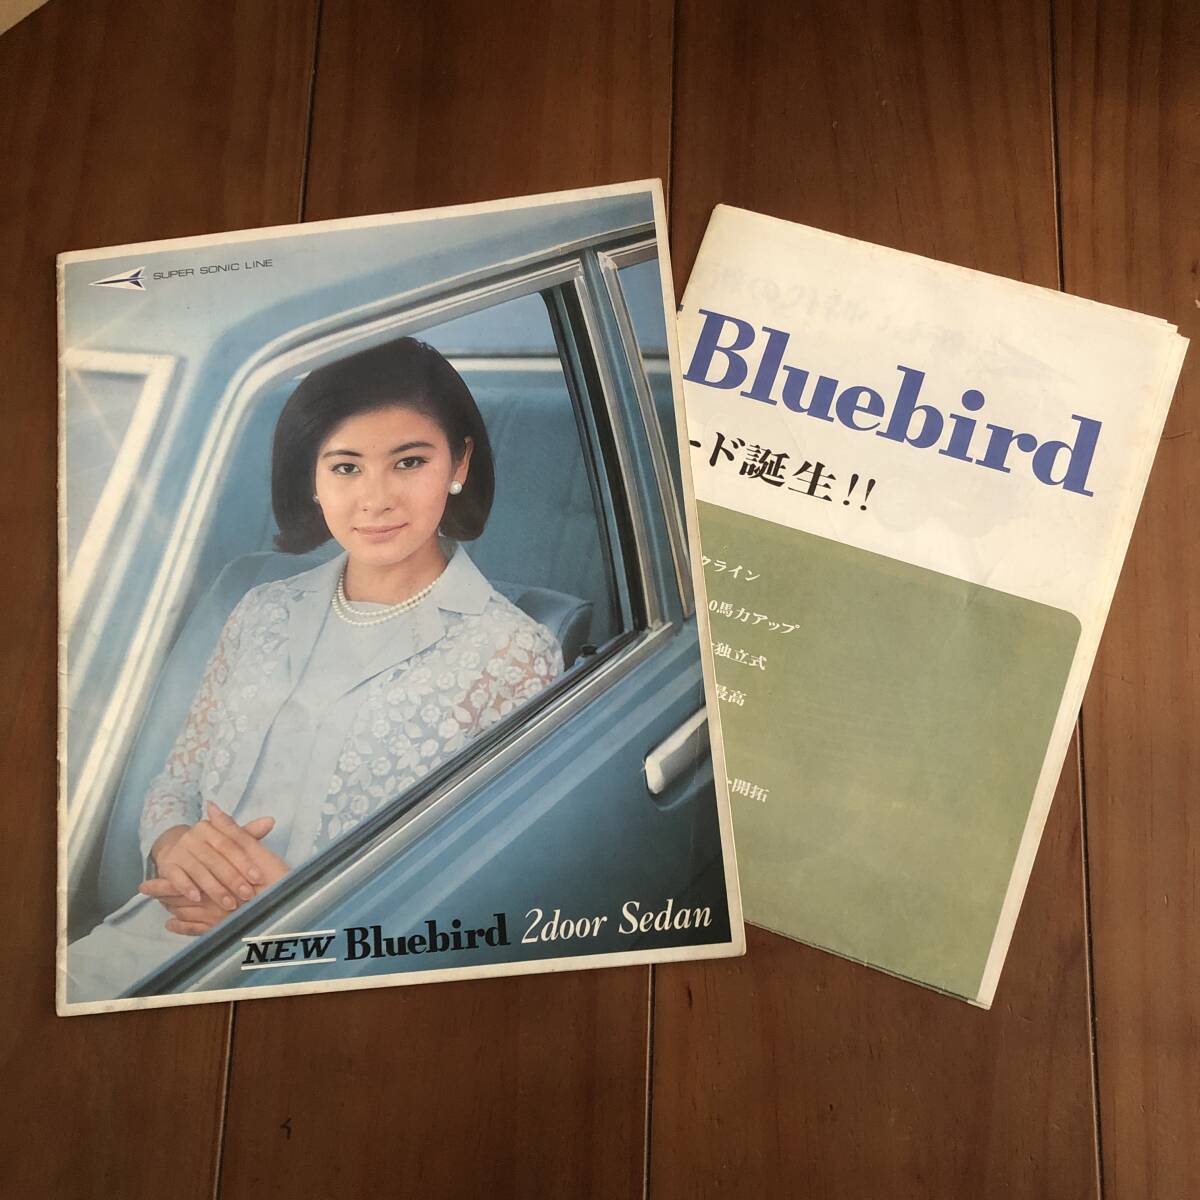 SUPER SONIC LINE
NEW Bluebird 2door Sedan
Bluebird
ード誕生!!
クライン
0馬力アップ
独立式
最高
開拓